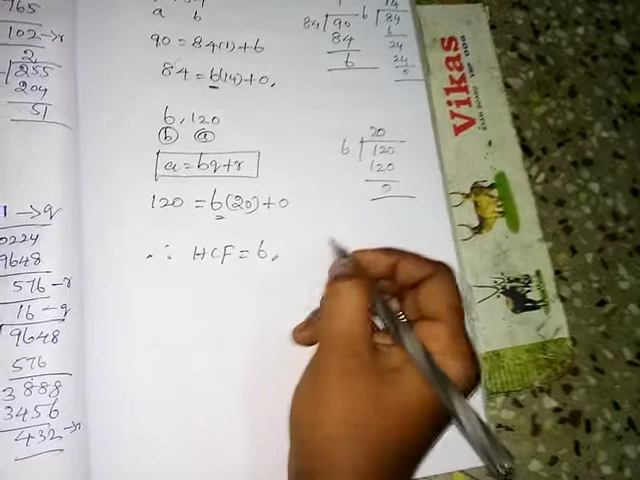 765
102 → r
2
255
204
51
→ q
0224
9648
576 - r
16 - q
9648
576
3888
3456
432 → r
a b
90 = 84(1) + 6
84 = 6(14) + 0.
6, 120
b a
a = bq + r
120 = 6(20) + 0
∴ HCF = 6.
84 90
84
6
14
6 84
6
24
24
0
20
6 120
120
0
Vikas